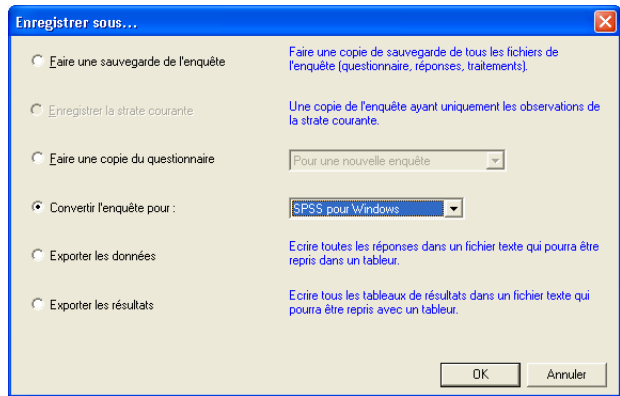 Enregistrer sous...
Faire une sauvegarde de l'enquête
Faire une copie de sauvegarde de tous les fichiers de
l'enquête (questionnaire, réponses, traitements).
Enregistrer la strate courante
Une copie de l'enquête ayant uniquement les observations de
la strate courante.
Faire une copie du questionnaire
Pour une nouvelle enquête
Convertir l'enquête pour :
SPSS pour Windows
Exporter les données
Ecrire toutes les réponses dans un fichier texte qui pourra être
repris dans un tableur.
Exporter les résultats
Ecrire tous les tableaux de résultats dans un fichier texte qui
pourra être repris avec un tableur.
OK
Annuler